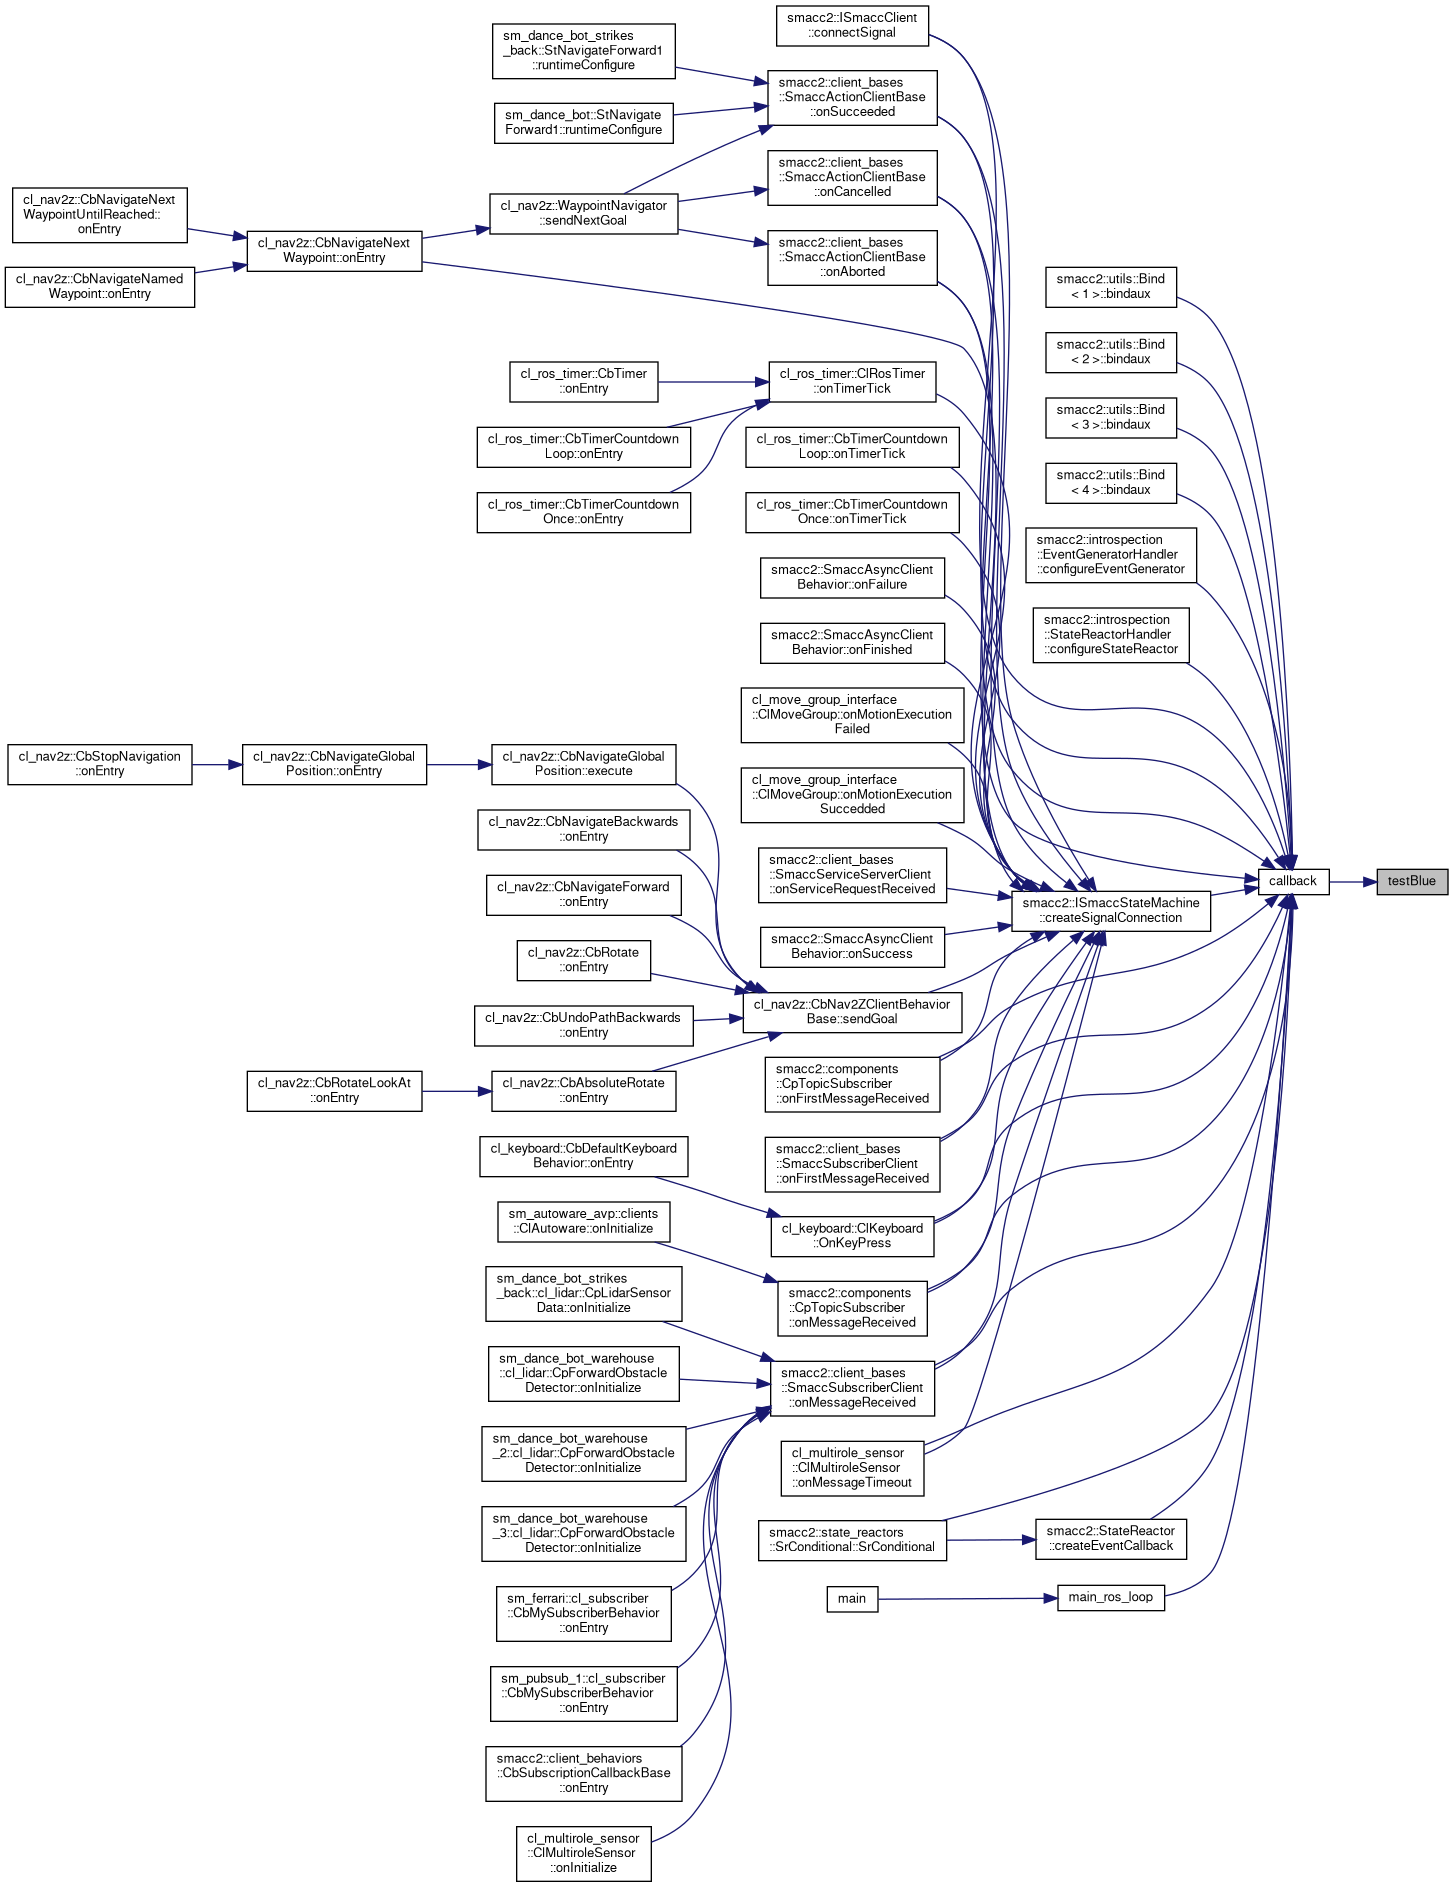 smacc2::ISmaccClient
::connectSignal
sm_dance_bot_strikes
_back::StNavigateForward1
::runtimeConfigure
smacc2::client_bases
::SmaccActionClientBase
::onSucceeded
sm_dance_bot::StNavigate
Forward1::runtimeConfigure
smacc2::client_bases
::SmaccActionClientBase
::onCancelled
cl_nav2z::CbNavigateNext
WaypointUntilReached::
onEntry
cl_nav2z::WaypointNavigator
::sendNextGoal
cl_nav2z::CbNavigateNext
Waypoint::onEntry
smacc2::client_bases
::SmaccActionClientBase
::onAborted
cl_nav2z::CbNavigateNamed
Waypoint::onEntry
smacc2::utils::Bind
< 1 >::bindaux
smacc2::utils::Bind
< 2 >::bindaux
cl_ros_timer::CbTimer
::onEntry
cl_ros_timer::ClRosTimer
::onTimerTick
smacc2::utils::Bind
< 3 >::bindaux
cl_ros_timer::CbTimerCountdown
Loop::onEntry
cl_ros_timer::CbTimerCountdown
Loop::onTimerTick
smacc2::utils::Bind
< 4 >::bindaux
cl_ros_timer::CbTimerCountdown
Once::onEntry
cl_ros_timer::CbTimerCountdown
Once::onTimerTick
smacc2::introspection
::EventGeneratorHandler
::configureEventGenerator
smacc2::SmaccAsyncClient
Behavior::onFailure
smacc2::introspection
::StateReactorHandler
::configureStateReactor
smacc2::SmaccAsyncClient
Behavior::onFinished
cl_move_group_interface
::ClMoveGroup::onMotionExecution
Failed
cl_nav2z::CbStopNavigation
::onEntry
cl_nav2z::CbNavigateGlobal
Position::onEntry
cl_nav2z::CbNavigateGlobal
Position::execute
cl_move_group_interface
::ClMoveGroup::onMotionExecution
Succedded
cl_nav2z::CbNavigateBackwards
::onEntry
smacc2::client_bases
::SmaccServiceServerClient
::onServiceRequestReceived
callback
testBlue
cl_nav2z::CbNavigateForward
::onEntry
smacc2::ISmaccStateMachine
::createSignalConnection
smacc2::SmaccAsyncClient
Behavior::onSuccess
cl_nav2z::CbRotate
::onEntry
cl_nav2z::CbNav2ZClientBehavior
Base::sendGoal
cl_nav2z::CbUndoPathBackwards
::onEntry
smacc2::components
::CpTopicSubscriber
::onFirstMessageReceived
cl_nav2z::CbRotateLookAt
::onEntry
cl_nav2z::CbAbsoluteRotate
::onEntry
smacc2::client_bases
::SmaccSubscriberClient
::onFirstMessageReceived
cl_keyboard::CbDefaultKeyboard
Behavior::onEntry
sm_autoware_avp::clients
::ClAutoware::onInitialize
cl_keyboard::ClKeyboard
::OnKeyPress
sm_dance_bot_strikes
_back::cl_lidar::CpLidarSensor
Data::onInitialize
smacc2::components
::CpTopicSubscriber
::onMessageReceived
sm_dance_bot_warehouse
::cl_lidar::CpForwardObstacle
Detector::onInitialize
smacc2::client_bases
::SmaccSubscriberClient
::onMessageReceived
sm_dance_bot_warehouse
_2::cl_lidar::CpForwardObstacle
Detector::onInitialize
cl_multirole_sensor
::ClMultiroleSensor
::onMessageTimeout
sm_dance_bot_warehouse
_3::cl_lidar::CpForwardObstacle
Detector::onInitialize
smacc2::state_reactors
::SrConditional::SrConditional
smacc2::StateReactor
::createEventCallback
sm_ferrari::cl_subscriber
::CbMySubscriberBehavior
::onEntry
main
main_ros_loop
sm_pubsub_1::cl_subscriber
::CbMySubscriberBehavior
::onEntry
smacc2::client_behaviors
::CbSubscriptionCallbackBase
::onEntry
cl_multirole_sensor
::ClMultiroleSensor
::onInitialize